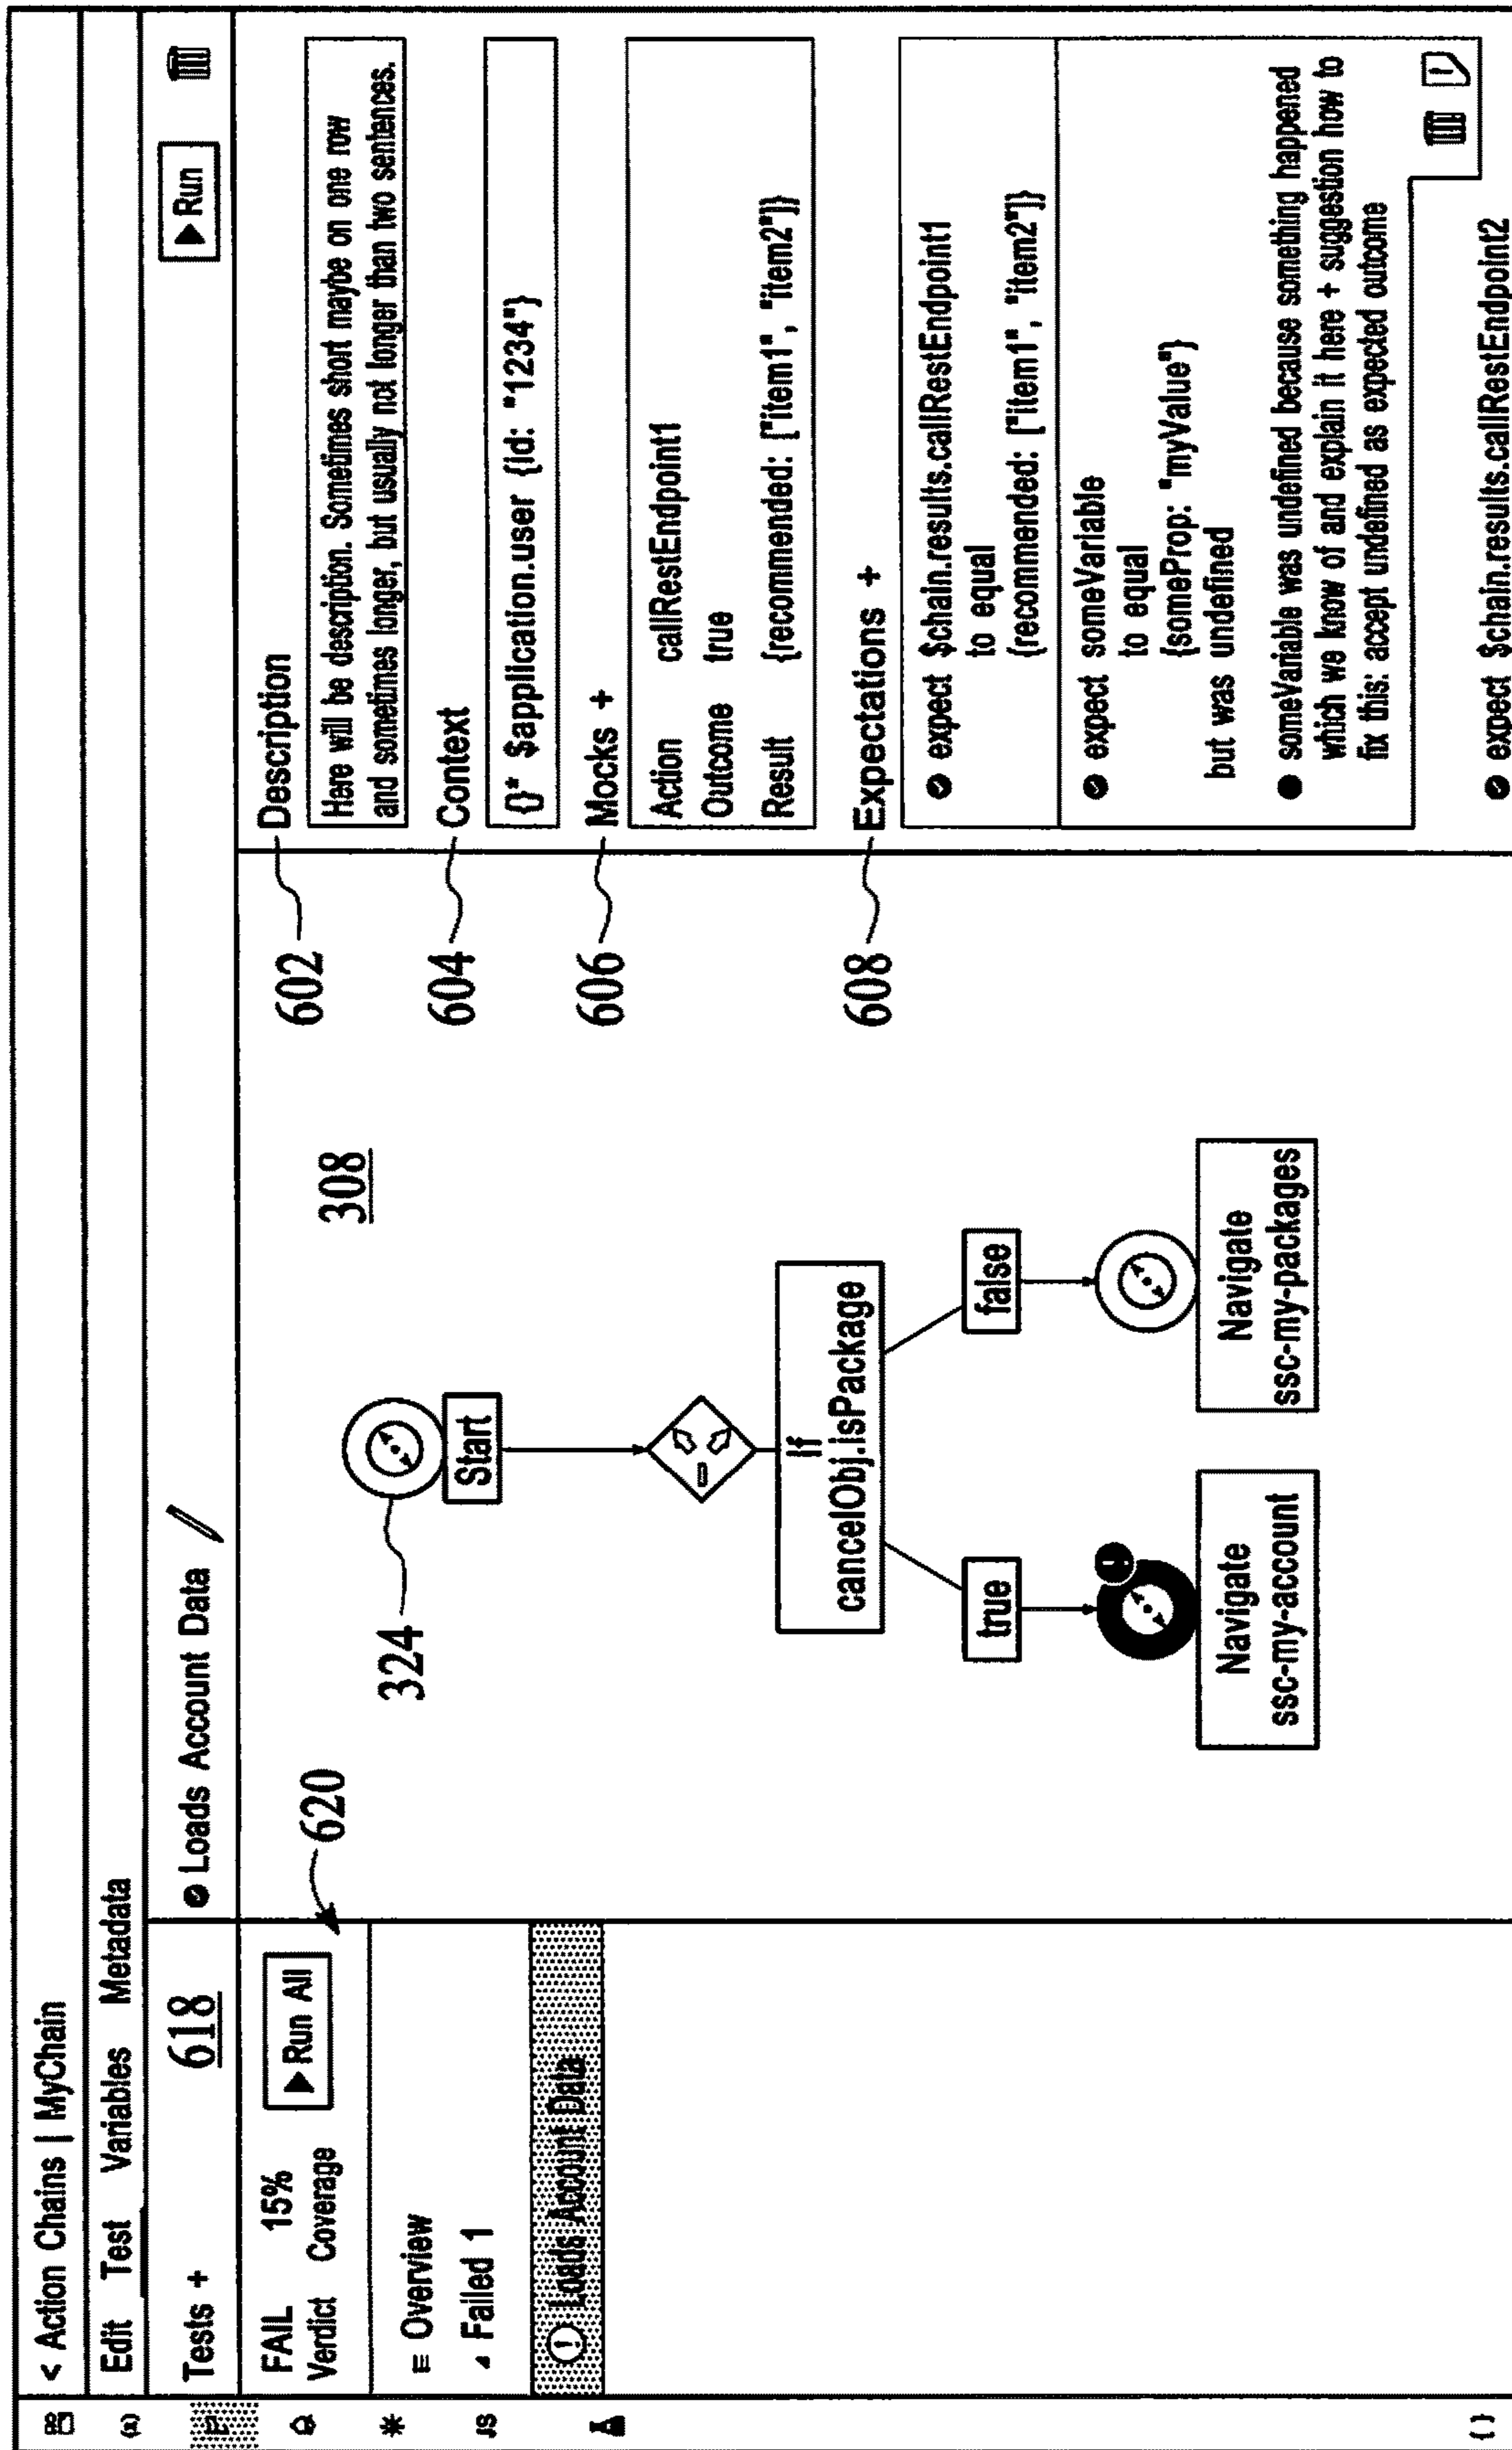 < Action Chains | MyChain
Edit Test Variables Metadata
Tests +
618
Loads Account Data
Run
FAIL 15%
Verdict Coverage
Run All
620
Overview
Failed 1
Loads Account Data
(x)
JS
{ }
308
324
Start
If
cancelObj.isPackage
true
false
Navigate
ssc-my-account
Navigate
ssc-my-packages
602
Description
Here will be description. Sometimes short maybe on one row
and sometimes longer, but usually not longer than two sentences.
604
Context
{}* $application.user {id: "1234"}
606
Mocks +
Action callRestEndpoint1
Outcome true
Result {recommended: ["item1", "item2"]}
608
Expectations +
expect $chain.results.callRestEndpoint1
to equal
{recommended: ["item1", "item2"]}
expect someVariable
to equal
{someProp: "myValue"}
but was undefined
someVariable was undefined because something happened
which we know of and explain it here + suggestion how to
fix this: accept undefined as expected outcome
expect $chain.results.callRestEndpoint2